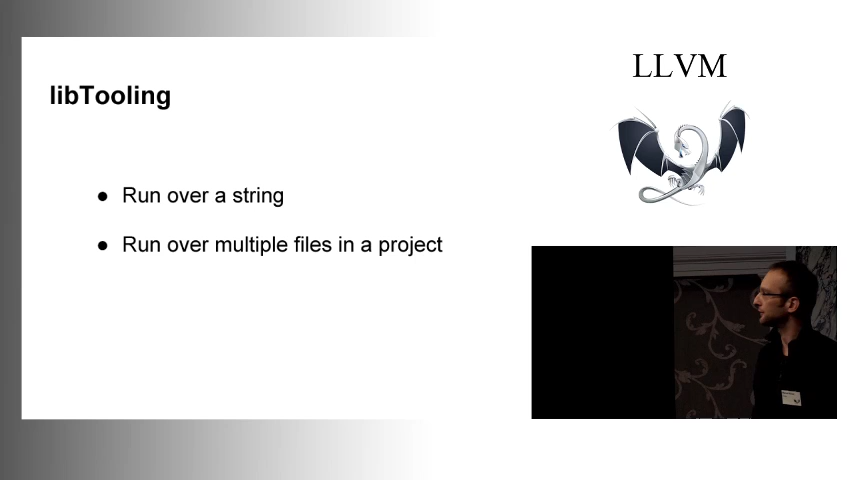 libTooling
● Run over a string
● Run over multiple files in a project
LLVM